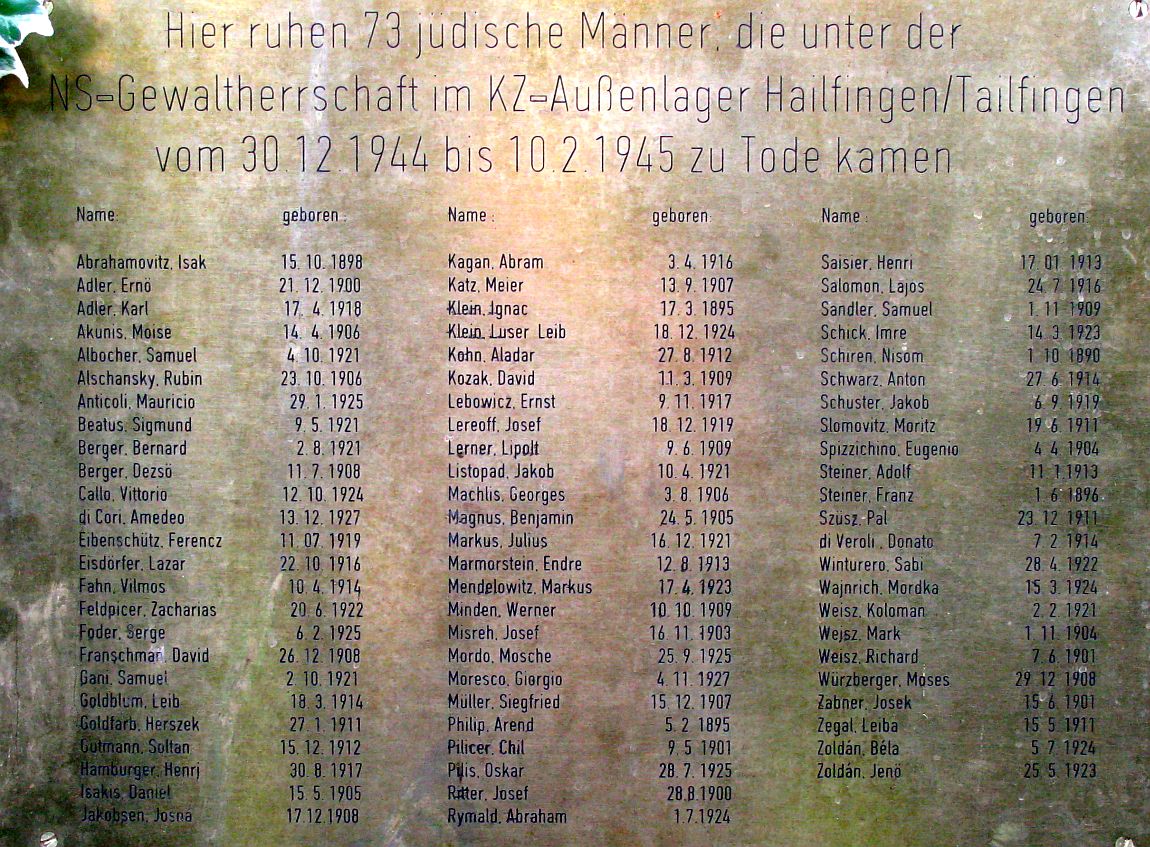 Hier ruhen 73 jüdische Männer, die unter der
NS-Gewaltherrschaft im KZ-Außenlager Hailfingen/Tailfingen
vom 30.12.1944 bis 10.2.1945 zu Tode kamen
Name: geboren:
Abrahamovitz, Isak 15. 10. 1898
Adler, Ernö 21. 12. 1900
Adler, Karl 17. 4. 1918
Akunis, Moise 14. 4. 1906
Albocher, Samuel 4. 10. 1921
Alschansky, Rubin 23. 10. 1906
Anticoli, Mauricio 29. 1. 1925
Beatus, Sigmund 9. 5. 1921
Berger, Bernard 2. 8. 1921
Berger, Dezsö 11. 7. 1908
Callo, Vittorio 12. 10. 1924
di Cori, Amedeo 13. 12. 1927
Eibenschütz, Ferencz 11. 07. 1919
Eisdörfer, Lazar 22. 10. 1916
Fahn, Vilmos 10. 4. 1914
Feldpicer, Zacharias 20. 6. 1922
Foder, Serge 6. 2. 1925
Franschman, David 26. 12. 1908
Gani, Samuel 2. 10. 1921
Goldblum, Leib 18. 3. 1914
Goldfarb, Herszek 27. 1. 1911
Gutmann, Soltan 15. 12. 1912
Hamburger, Henri 30. 8. 1917
Isakis, Daniel 15. 5. 1905
Jakobsen, Josna 17.12.1908
Name: geboren:
Kagan, Abram 3. 4. 1916
Katz, Meier 13. 9. 1907
Klein, Ignac 17. 3. 1895
Klein, Luser Leib 18. 12. 1924
Kohn, Aladar 27. 8. 1912
Kozak, David 11. 3. 1909
Lebowicz, Ernst 9. 11. 1917
Lereoff, Josef 18. 12. 1919
Lerner, Lipolt 9. 6. 1909
Listopad, Jakob 10. 4. 1921
Machlis, Georges 3. 8. 1906
Magnus, Benjamin 24. 5. 1905
Markus, Julius 16. 12. 1921
Marmorstein, Endre 12. 8. 1913
Mendelowitz, Markus 17. 4. 1923
Minden, Werner 10. 10. 1909
Misreh, Josef 16. 11. 1903
Mordo, Mosche 25. 9. 1925
Moresco, Giorgio 4. 11. 1927
Müller, Siegfried 15. 12. 1907
Philip, Arend 5. 2. 1895
Pilicer, Chil 9. 5. 1901
Pilis, Oskar 28. 7. 1925
Ritter, Josef 28.8.1900
Rymald, Abraham 1.7.1924
Name: geboren:
Saisier, Henri 17. 01. 1913
Salomon, Lajos 24. 7. 1916
Sandler, Samuel 1. 11. 1909
Schick, Imre 14. 3. 1923
Schiren, Nisom 1. 10. 1890
Schwarz, Anton 27. 6. 1914
Schuster, Jakob 6. 9. 1919
Slomovitz, Moritz 19. 6. 1911
Spizzichino, Eugenio 4. 4. 1904
Steiner, Adolf 11. 1. 1913
Steiner, Franz 1. 6. 1896
Szüsz, Pal 23. 12. 1911
di Veroli, Donato 7. 2. 1914
Winturero, Sabi 28. 4. 1922
Wajnrich, Mordka 15. 3. 1924
Weisz, Koloman 2. 2. 1921
Weisz, Mark 1. 11. 1904
Weisz, Richard 7. 6. 1901
Würzberger, Moses 29. 12. 1908
Zabner, Josek 15. 6. 1901
Zegal, Leiba 15. 5. 1911
Zoldán, Béla 5. 7. 1924
Zoldán, Jenö 25. 5. 1923